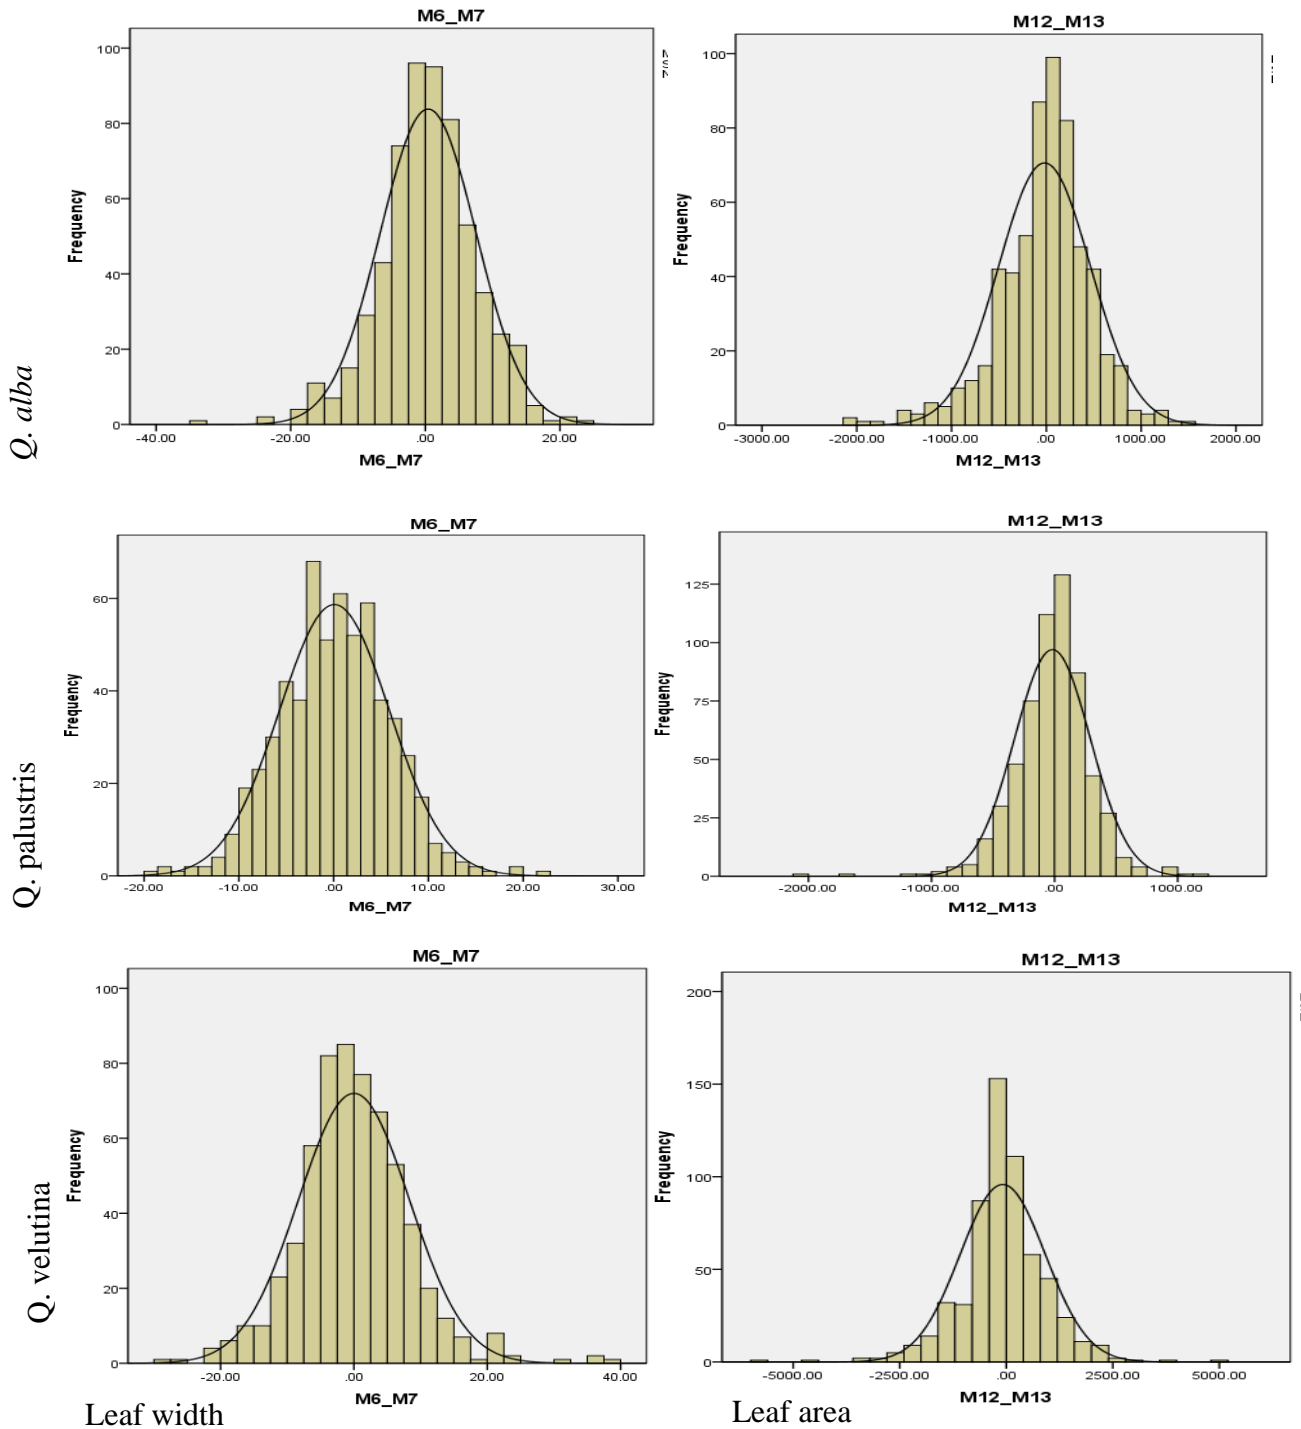 M6_M7
100
80
60
40
20
0
Frequency
-40.00 -20.00 .00 20.00
M6_M7
M12_M13
100
80
60
40
20
0
Frequency
-3000.00 -2000.00 -1000.00 .00 1000.00 2000.00
M12_M13
Q. alba
M6_M7
60
40
20
0
Frequency
-20.00 -10.00 .00 10.00 20.00 30.00
M6_M7
M12_M13
125
100
75
50
25
0
Frequency
-2000.00 -1000.00 .00 1000.00
M12_M13
Q. palustris
M6_M7
100
80
60
40
20
0
Frequency
-20.00 .00 20.00 40.00
M6_M7
M12_M13
200
150
100
50
0
Frequency
-5000.00 -2500.00 .00 2500.00 5000.00
M12_M13
Q. velutina
Leaf width
Leaf area